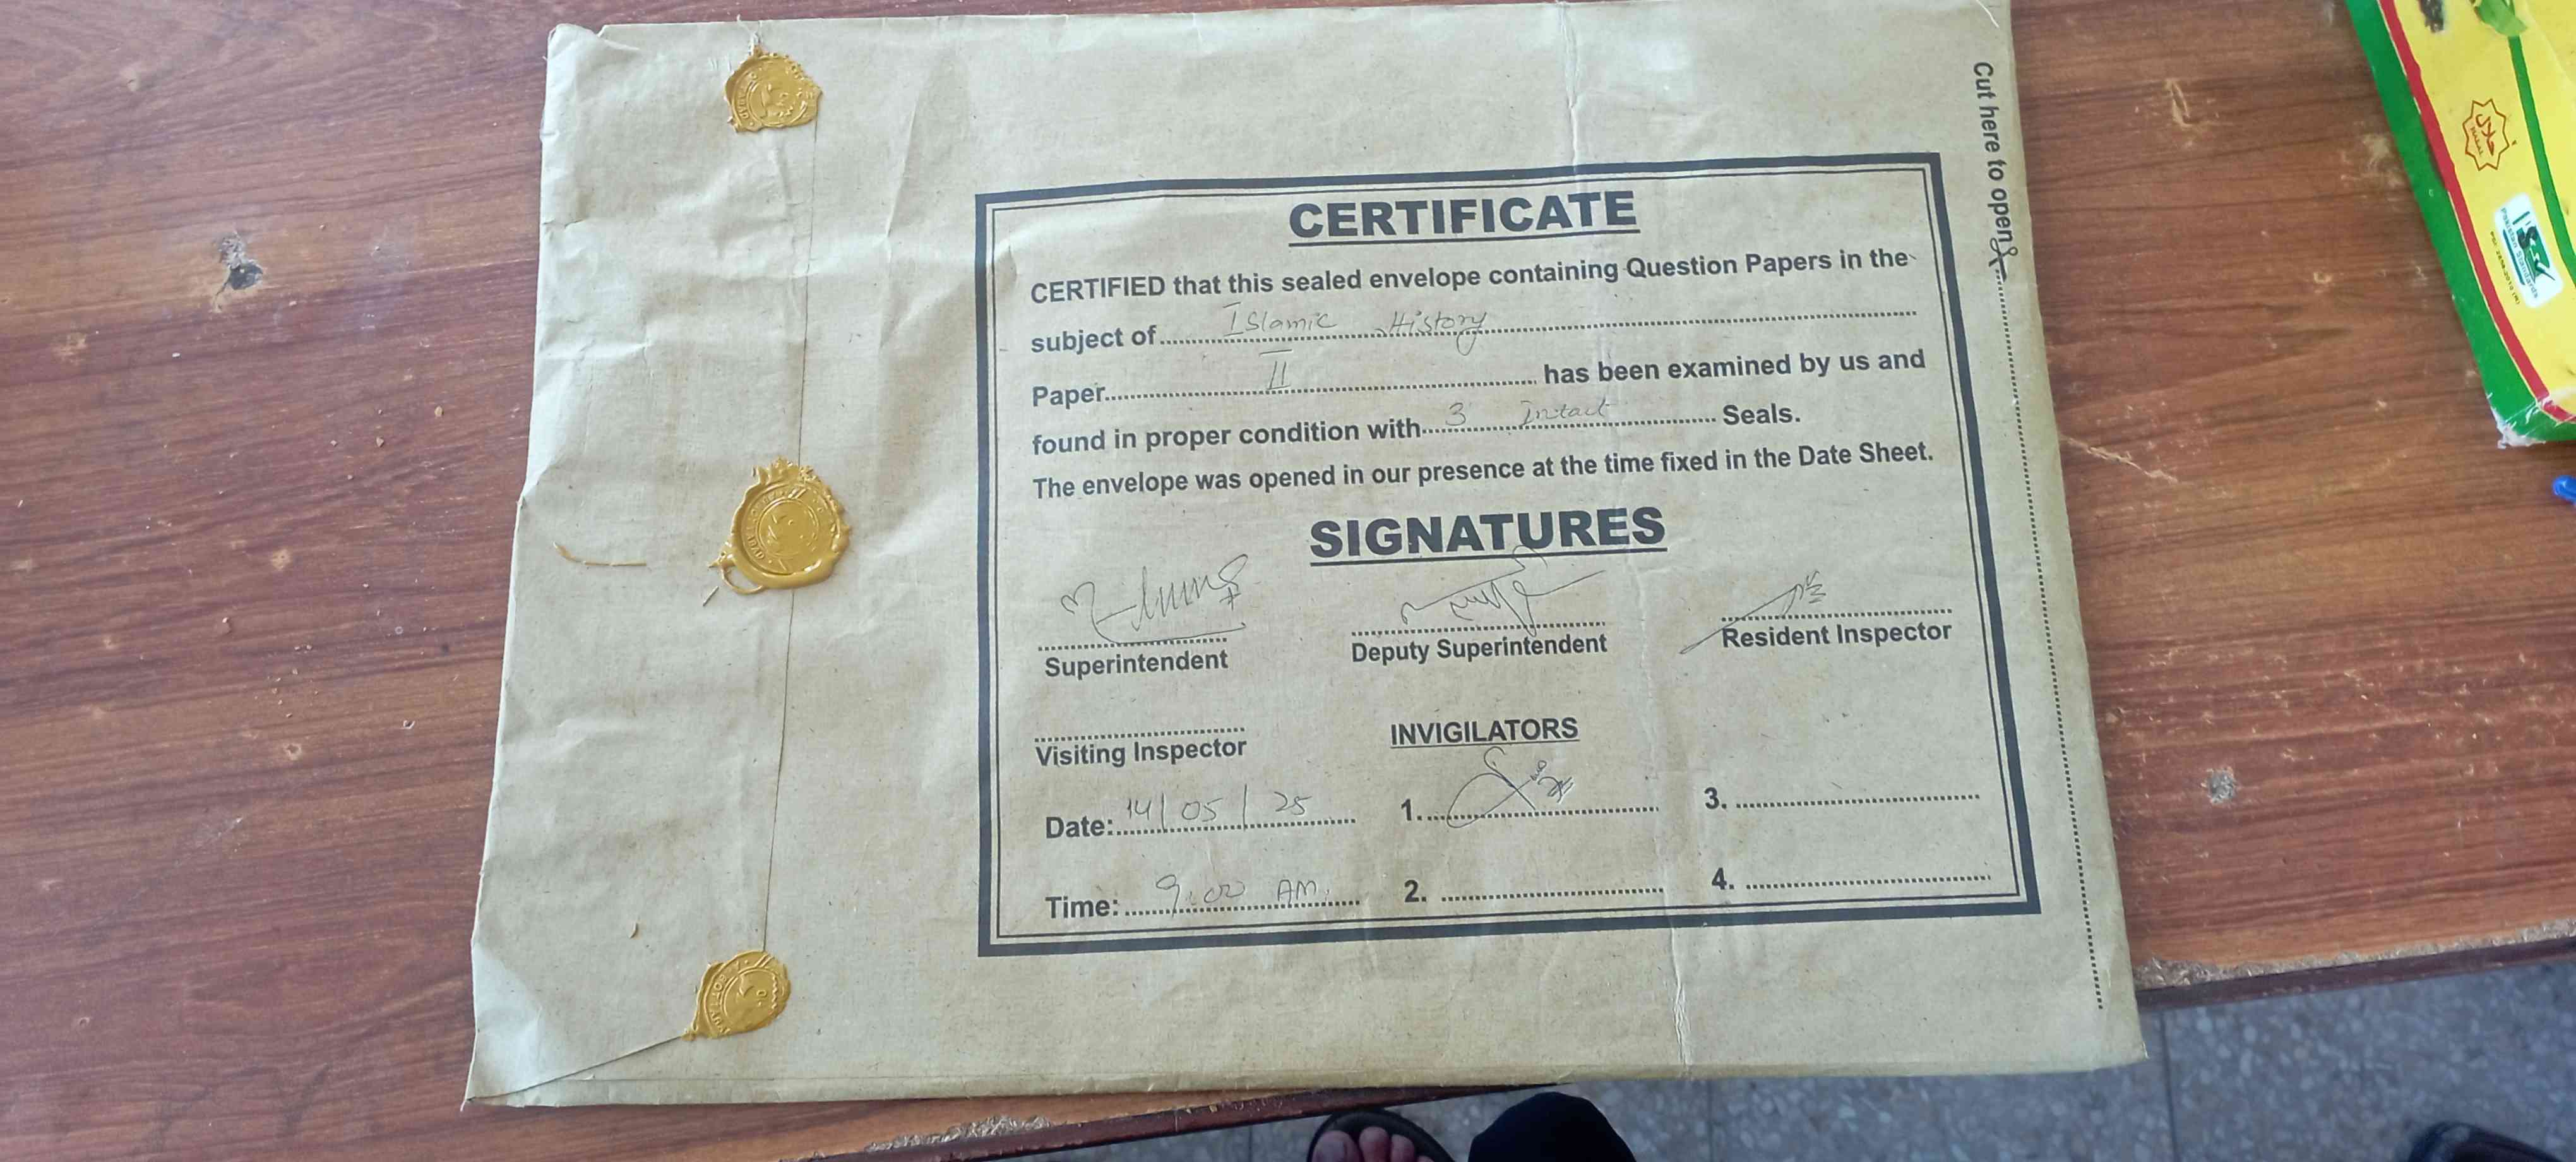 Cut here to open
CERTIFICATE
CERTIFIED that this sealed envelope containing Question Papers in the
subject of Islamic History
Paper II has been examined by us and
found in proper condition with 3 Intact Seals.
The envelope was opened in our presence at the time fixed in the Date Sheet.
SIGNATURES
Superintendent Deputy Superintendent Resident Inspector
Visiting Inspector INVIGILATORS
Date: 14/05/25 1. 3.
Time: 9:00 AM. 2. 4.
HALAL
Pakistan Standards